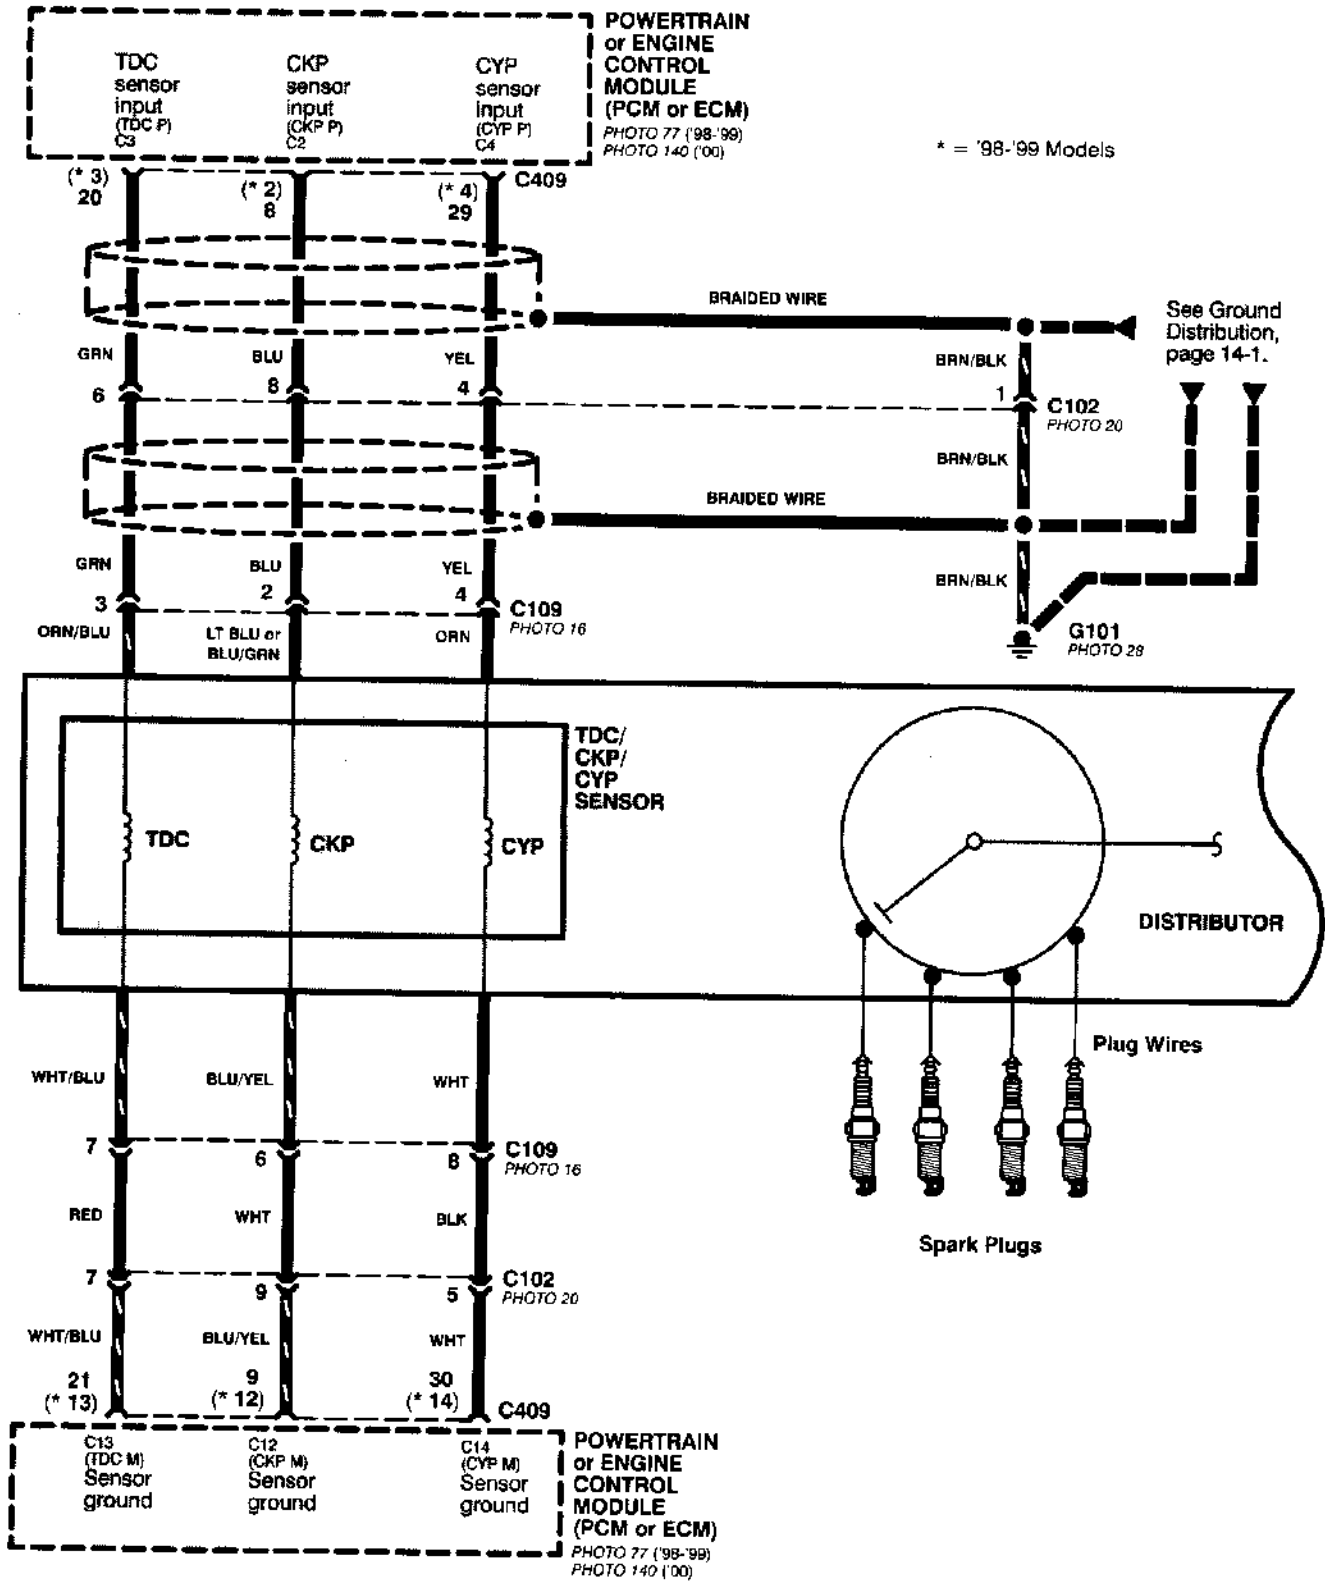 POWERTRAIN
or ENGINE
CONTROL
MODULE
(PCM or ECM)
PHOTO 77 ('98-'99)
PHOTO 140 ('00)
TDC
sensor
input
(TDC P)
C3
CKP
sensor
input
(CKP P)
C2
CYP
sensor
input
(CYP P)
C4
* = '98-'99 Models
(* 3)
20
(* 2)
8
(* 4)
29
C409
BRAIDED WIRE
See Ground
Distribution,
page 14-1.
GRN
BLU
YEL
BRN/BLK
6
8
4
1
C102
PHOTO 20
BRN/BLK
BRAIDED WIRE
GRN
BLU
YEL
BRN/BLK
3
2
4
C109
PHOTO 16
G101
PHOTO 28
ORN/BLU
LT BLU or
BLU/GRN
ORN
TDC/
CKP/
CYP
SENSOR
TDC
CKP
CYP
DISTRIBUTOR
Plug Wires
WHT/BLU
BLU/YEL
WHT
7
6
8
C109
PHOTO 16
RED
WHT
BLK
Spark Plugs
7
9
5
C102
PHOTO 20
WHT/BLU
BLU/YEL
WHT
21
(* 13)
9
(* 12)
30
(* 14)
C409
C13
(TDC M)
Sensor
ground
C12
(CKP M)
Sensor
ground
C14
(CYP M)
Sensor
ground
POWERTRAIN
or ENGINE
CONTROL
MODULE
(PCM or ECM)
PHOTO 77 ('98-'99)
PHOTO 140 ('00)